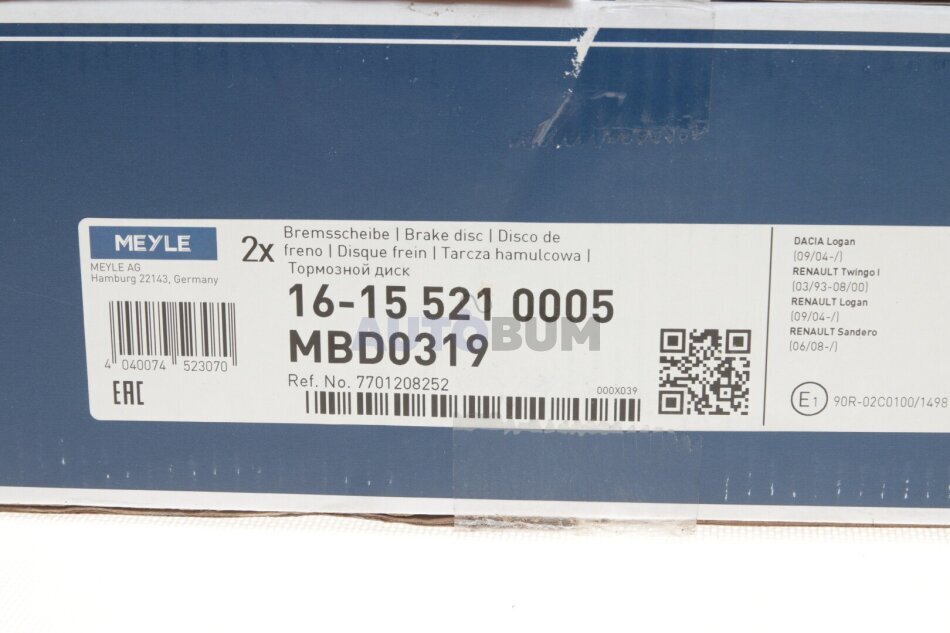 MEYLE
MEYLE AG
Hamburg 22143, Germany
4 040074 523070
EAC
2x
Bremsscheibe | Brake disc | Disco de
freno | Disque frein | Tarcza hamulcowa |
Тормозной диск
16-15 521 0005
AUTOBUM
MBD0319
Ref. No. 7701208252
000X039
DACIA Logan
(09/04-/)
RENAULT Twingo I
(03/93-08/00)
RENAULT Logan
(09/04-/)
RENAULT Sandero
(06/08-/)
E1 90R-02C0100/1498